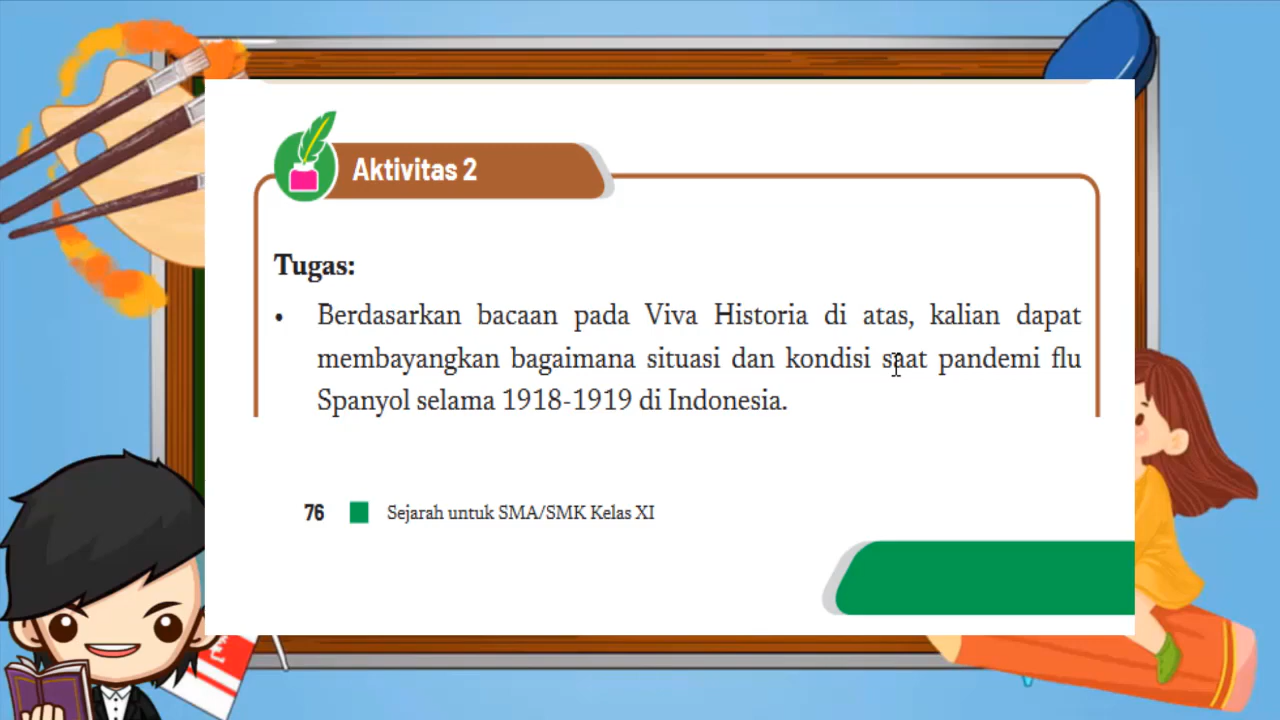 Aktivitas 2
Tugas:
• Berdasarkan bacaan pada Viva Historia di atas, kalian dapat
membayangkan bagaimana situasi dan kondisi saat pandemi flu
Spanyol selama 1918-1919 di Indonesia.
76 Sejarah untuk SMA/SMK Kelas XI